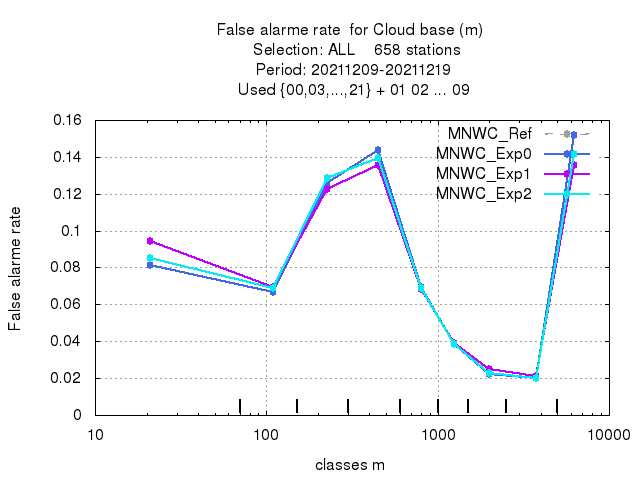 False alarme rate  for Cloud base (m)
Selection: ALL    658 stations
Period: 20211209-20211219
Used {00,03,...,21} + 01 02 ... 09
0.16
0.14
0.12
0.1
0.08
0.06
0.04
0.02
0
False alarme rate
MNWC_Ref
MNWC_Exp0
MNWC_Exp1
MNWC_Exp2
10
100
1000
10000
classes m